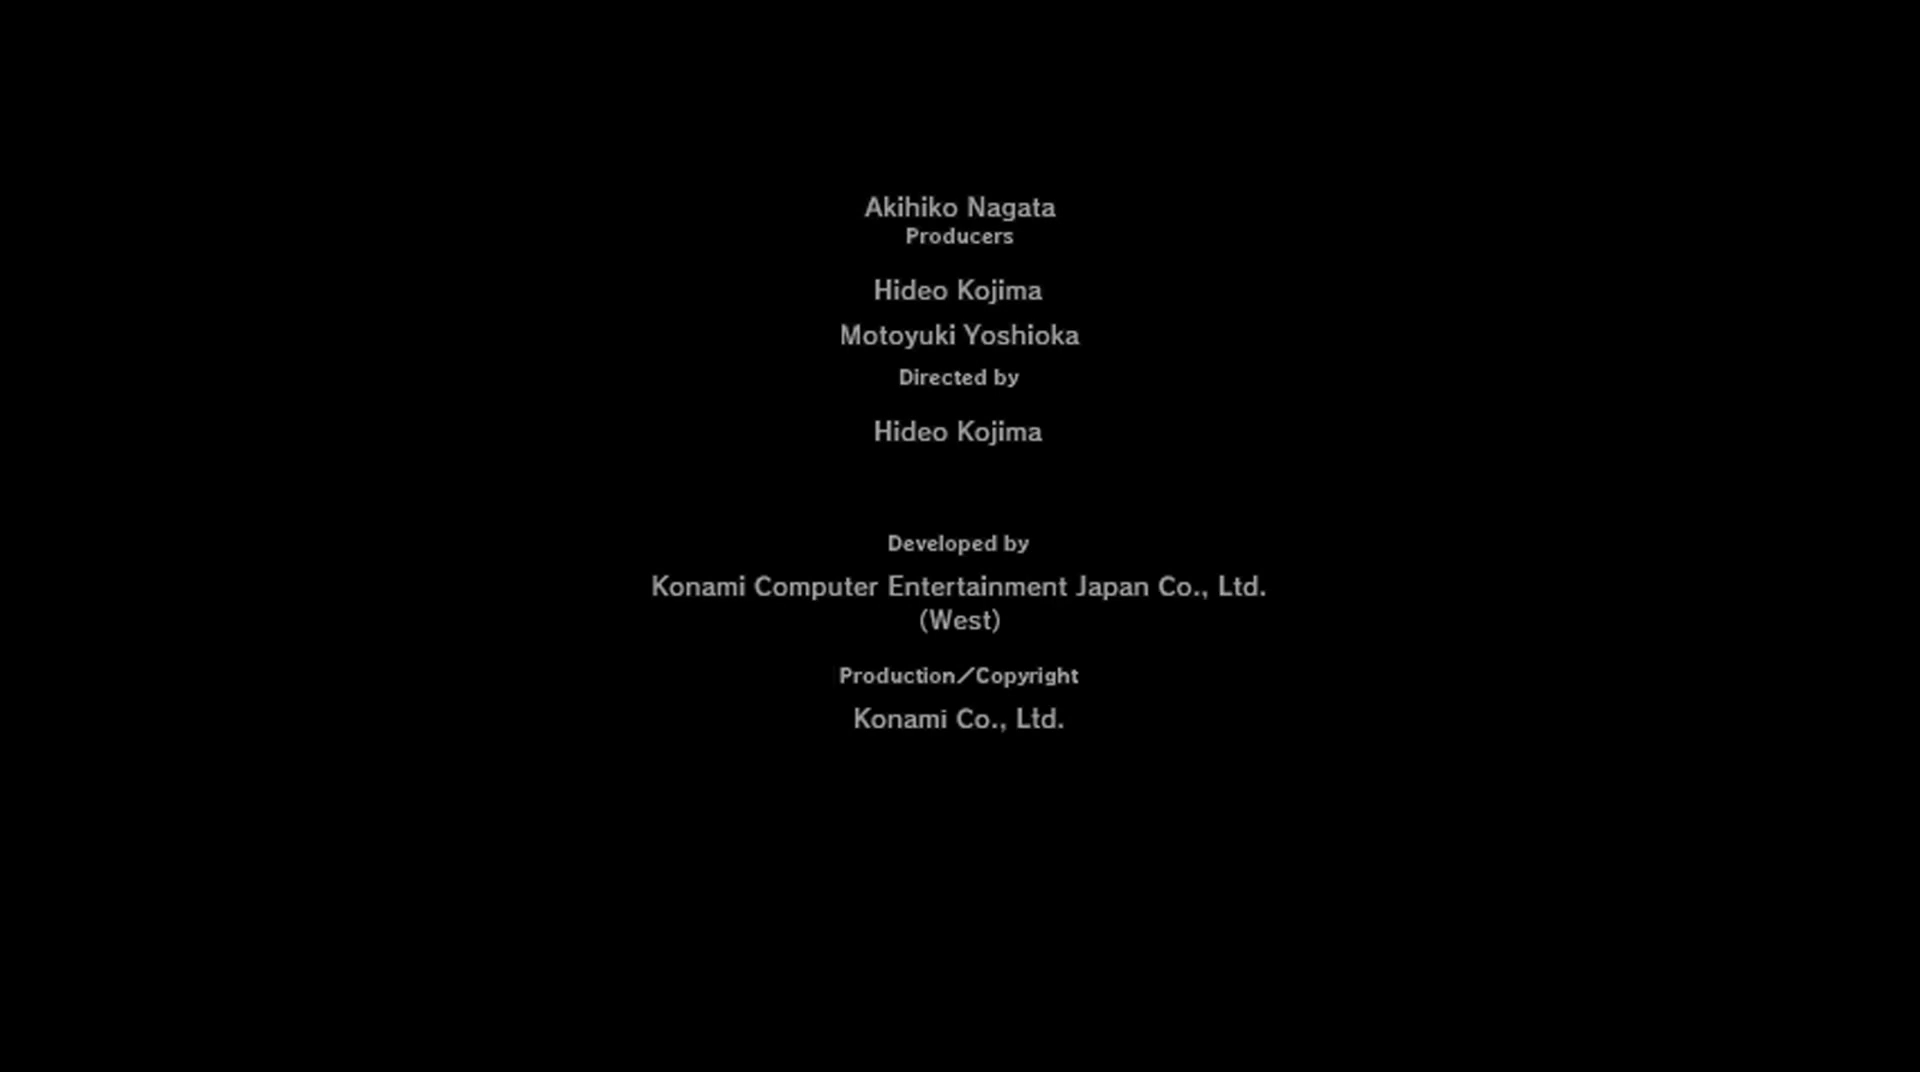 Akihiko Nagata
Producers
Hideo Kojima
Motoyuki Yoshioka
Directed by
Hideo Kojima
Developed by
Konami Computer Entertainment Japan Co., Ltd.
(West)
Production／Copyright
Konami Co., Ltd.